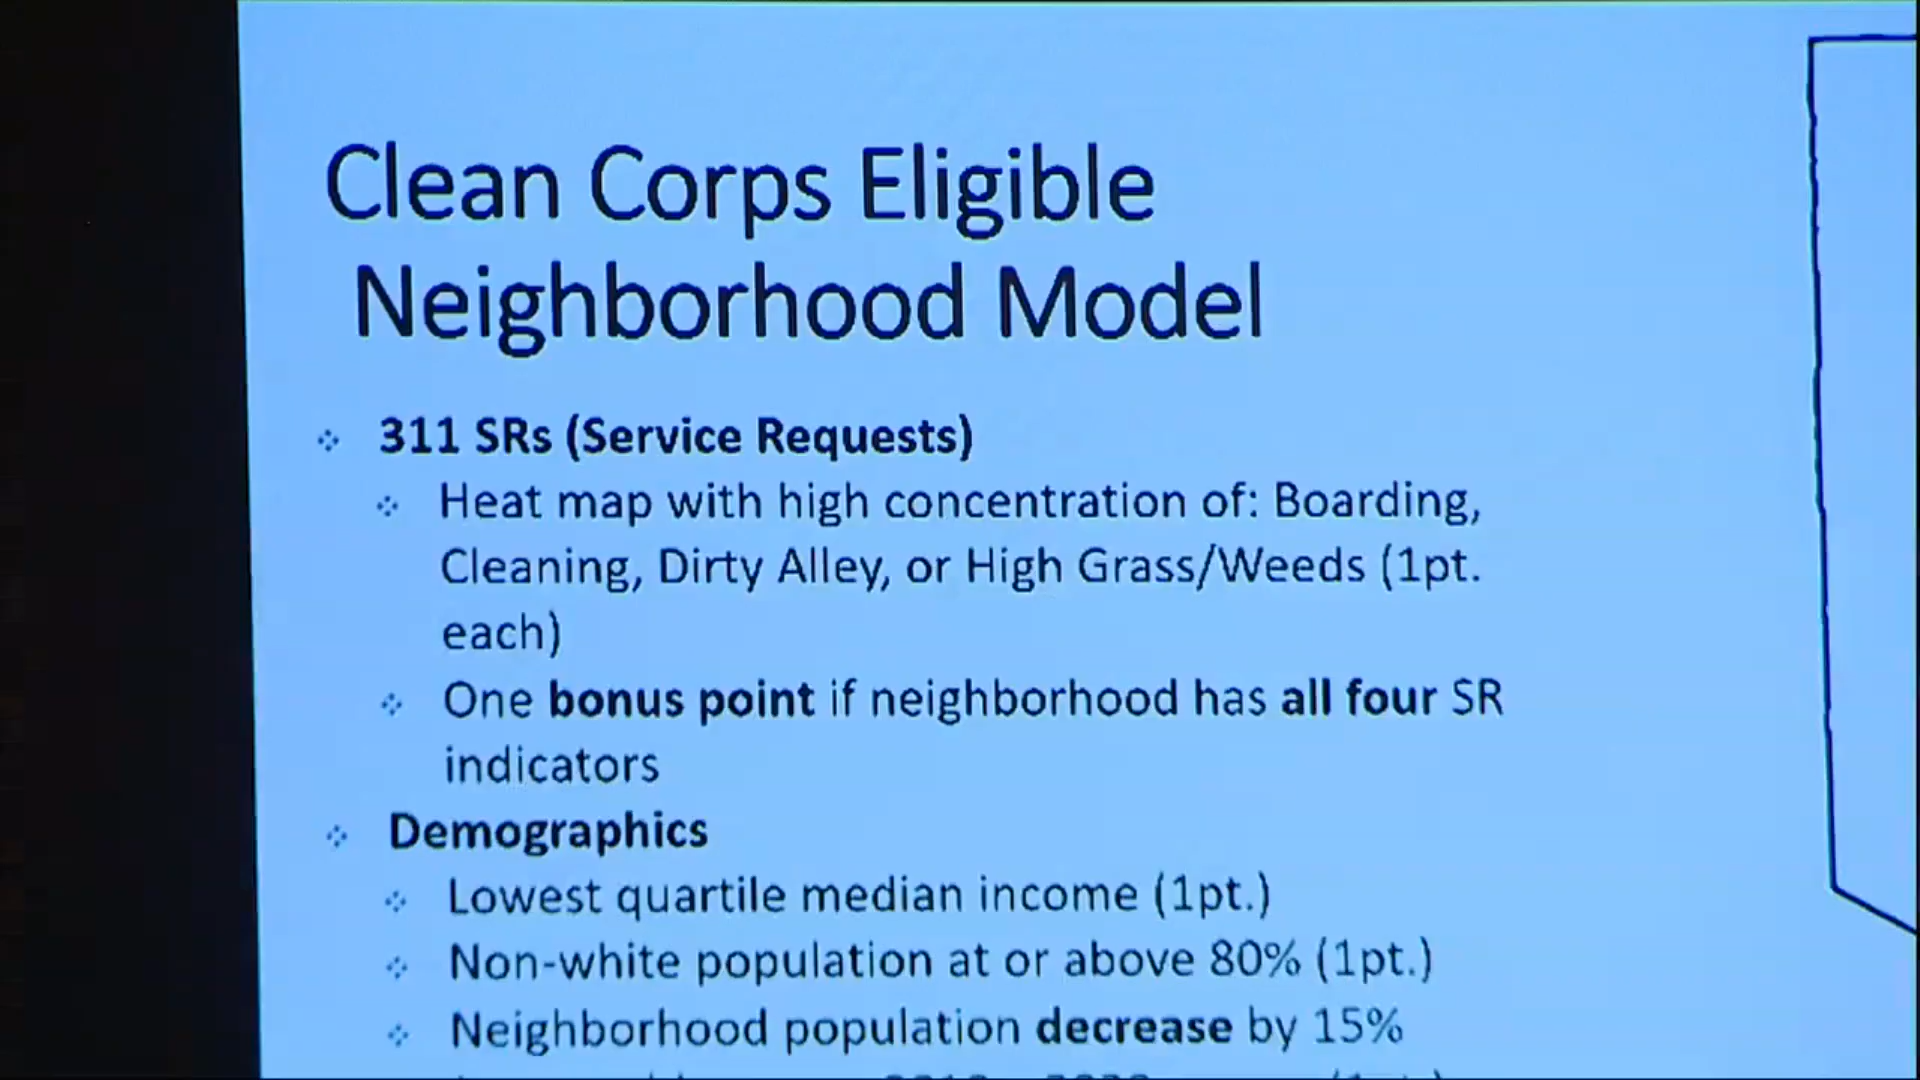 Clean Corps Eligible
Neighborhood Model
311 SRs (Service Requests)
Heat map with high concentration of: Boarding,
Cleaning, Dirty Alley, or High Grass/Weeds (1pt.
each)
One bonus point if neighborhood has all four SR
indicators
Demographics
Lowest quartile median income (1pt.)
Non-white population at or above 80% (1pt.)
Neighborhood population decrease by 15%